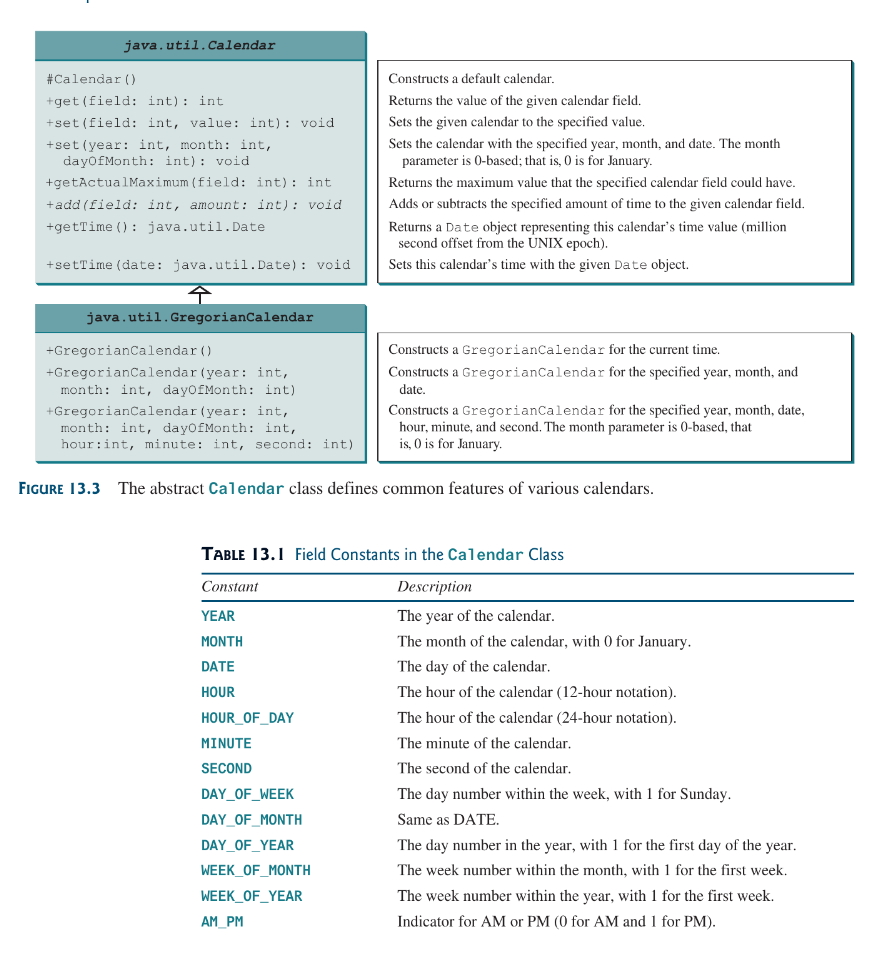 java.util.Calendar
#Calendar()
Constructs a default calendar.
+get(field: int): int
Returns the value of the given calendar field.
+set(field: int, value: int): void
Sets the given calendar to the specified value.
+set(year: int, month: int,
dayOfMonth: int): void
Sets the calendar with the specified year, month, and date. The month
parameter is 0-based; that is, 0 is for January.
+getActualMaximum(field: int): int
Returns the maximum value that the specified calendar field could have.
+add(field: int, amount: int): void
Adds or subtracts the specified amount of time to the given calendar field.
+getTime(): java.util.Date
Returns a Date object representing this calendar's time value (million
second offset from the UNIX epoch).
+setTime(date: java.util.Date): void
Sets this calendar's time with the given Date object.
java.util.GregorianCalendar
+GregorianCalendar()
Constructs a GregorianCalendar for the current time.
+GregorianCalendar(year: int,
month: int, dayOfMonth: int)
Constructs a GregorianCalendar for the specified year, month, and
date.
+GregorianCalendar(year: int,
month: int, dayOfMonth: int,
hour:int, minute: int, second: int)
Constructs a GregorianCalendar for the specified year, month, date,
hour, minute, and second. The month parameter is 0-based, that
is, 0 is for January.
FIGURE 13.3 The abstract Calendar class defines common features of various calendars.
TABLE 13.1 Field Constants in the Calendar Class
Constant Description
YEAR The year of the calendar.
MONTH The month of the calendar, with 0 for January.
DATE The day of the calendar.
HOUR The hour of the calendar (12-hour notation).
HOUR_OF_DAY The hour of the calendar (24-hour notation).
MINUTE The minute of the calendar.
SECOND The second of the calendar.
DAY_OF_WEEK The day number within the week, with 1 for Sunday.
DAY_OF_MONTH Same as DATE.
DAY_OF_YEAR The day number in the year, with 1 for the first day of the year.
WEEK_OF_MONTH The week number within the month, with 1 for the first week.
WEEK_OF_YEAR The week number within the year, with 1 for the first week.
AM_PM Indicator for AM or PM (0 for AM and 1 for PM).